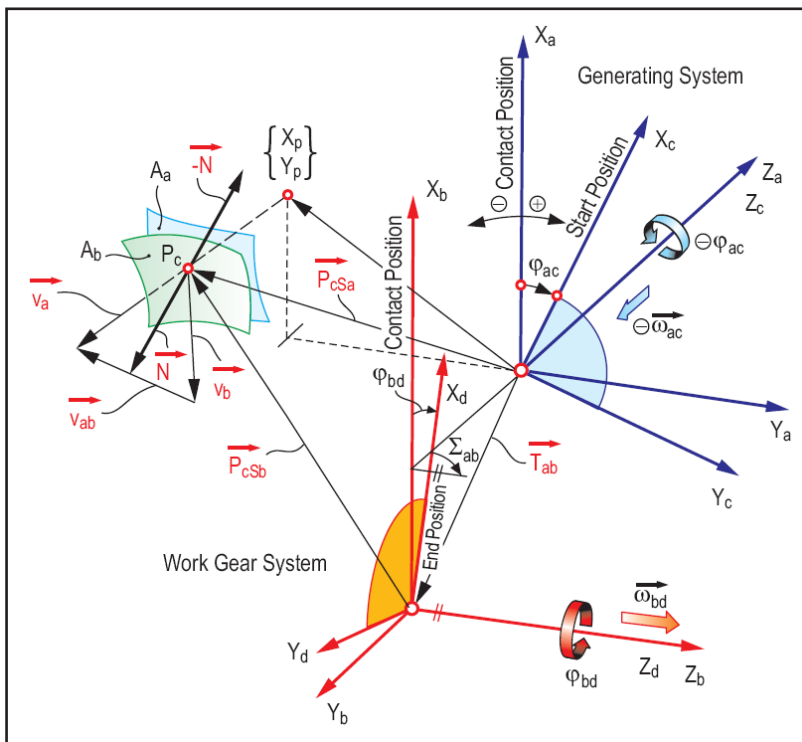 Xa
Generating System
⊖ Contact Position ⊕
Xc
Start Position
Za
Zc
⊖φac
⊖ωac
φac
{Xp
Yp}
-N
Aa
Ab
Pc
Xb
Contact Position
PcSa
va
N
vb
vab
φbd
Xd
Σab
Tab
Ya
Yc
PcSb
End Position
Work Gear System
ωbd
Yd
Yb
φbd
Zd
Zb